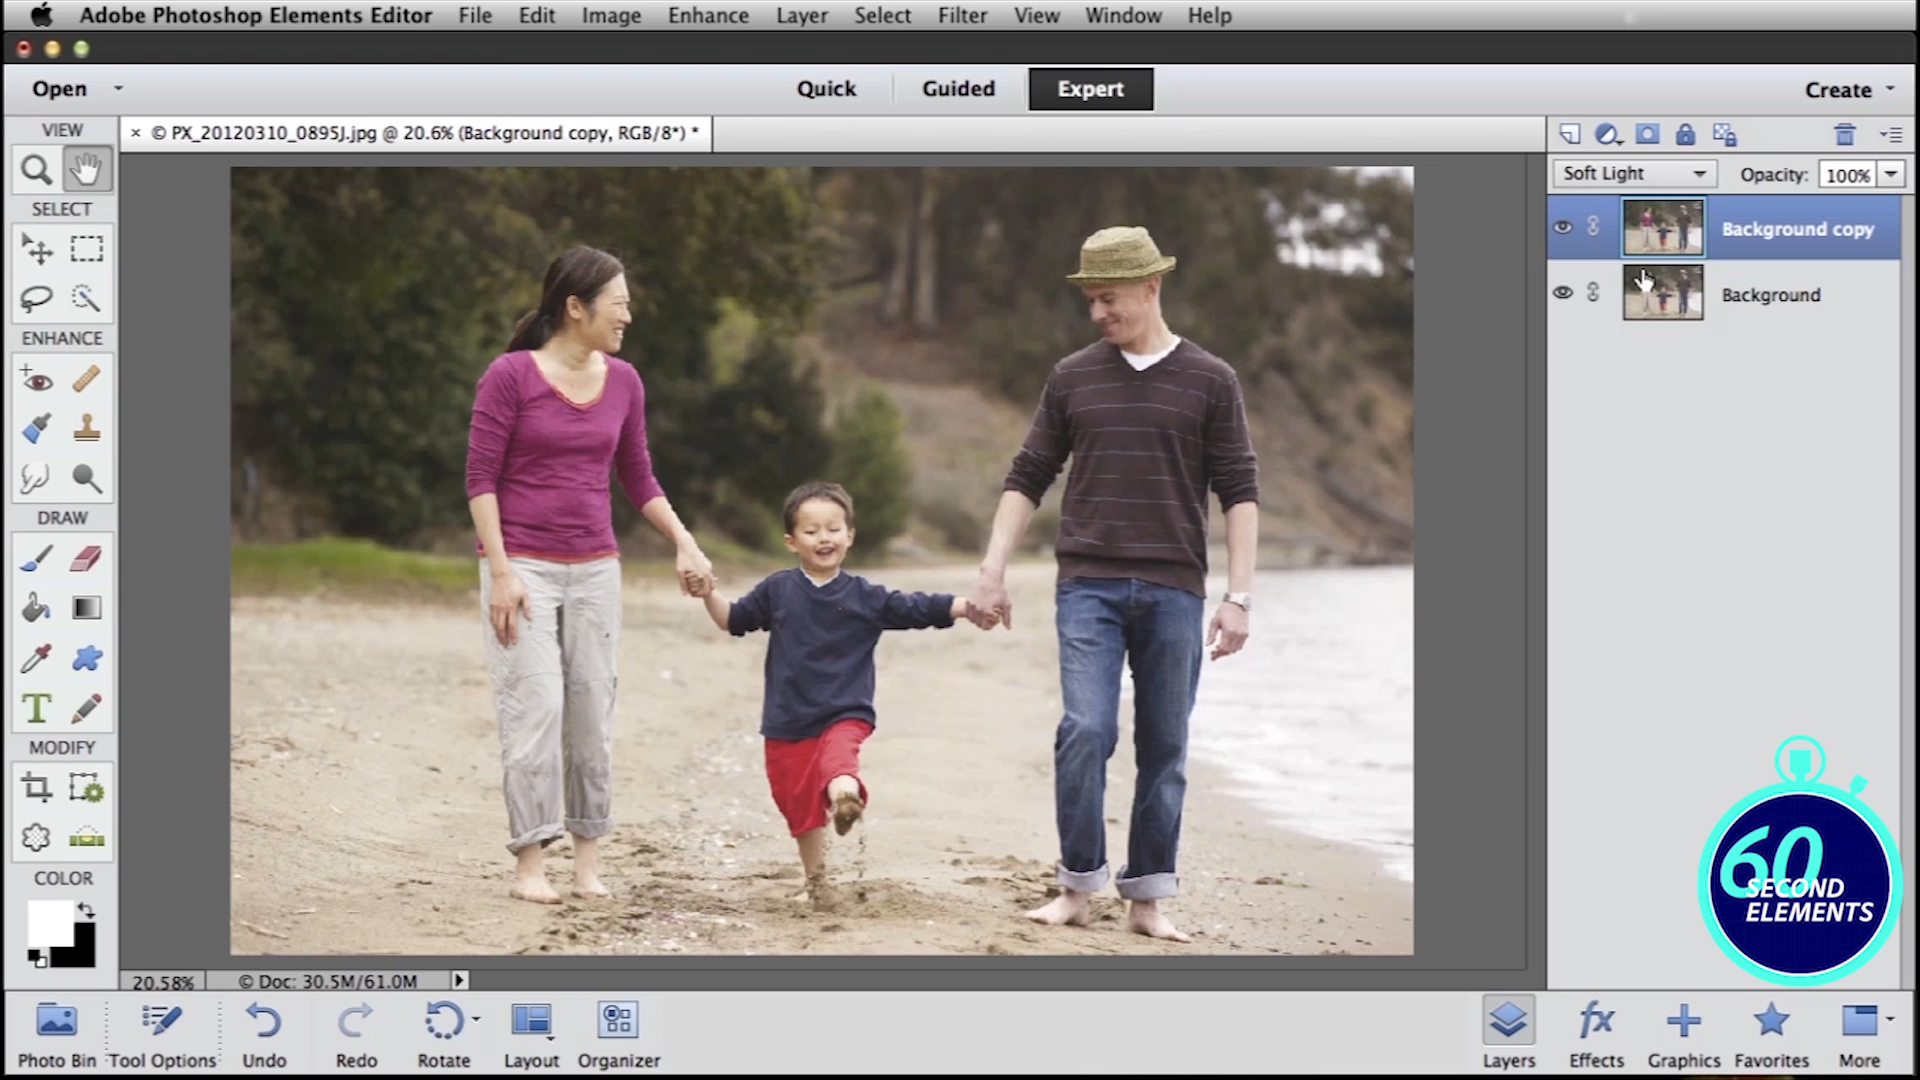 Adobe Photoshop Elements Editor File Edit Image Enhance Layer Select Filter View Window Help
Open Quick Guided Expert Create
VIEW
× © PX_20120310_0895J.jpg @ 20.6% (Background copy, RGB/8*) *
Soft Light Opacity: 100%
SELECT
Background copy
Background
ENHANCE
DRAW
T
MODIFY
60
SECOND
ELEMENTS
COLOR
20.58% © Doc: 30.5M/61.0M
fx
Photo Bin Tool Options Undo Redo Rotate Layout Organizer Layers Effects Graphics Favorites More